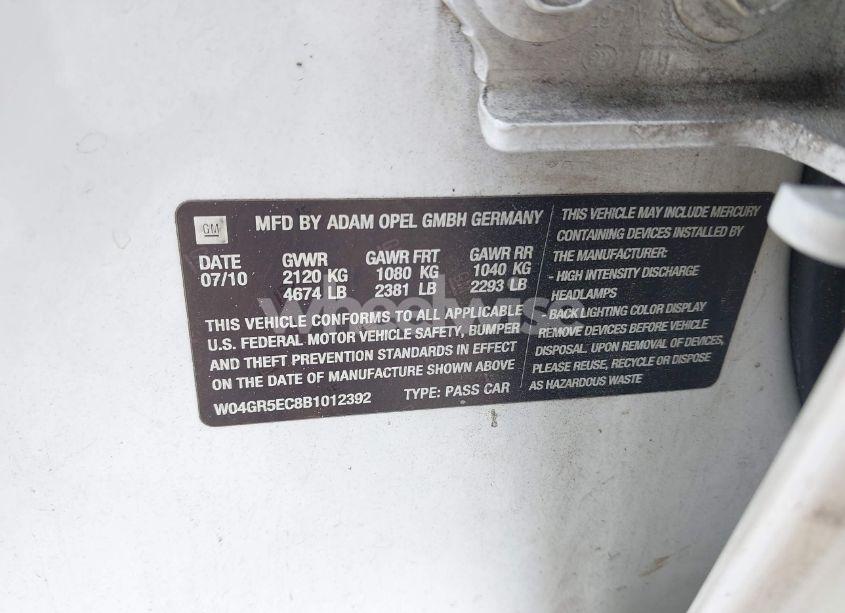 GM
MFD BY ADAM OPEL GMBH GERMANY
DATE GVWR GAWR FRT GAWR RR
07/10 2120 KG 1080 KG 1040 KG
4674 LB 2381 LB 2293 LB
THIS VEHICLE CONFORMS TO ALL APPLICABLE
U.S. FEDERAL MOTOR VEHICLE SAFETY, BUMPER
AND THEFT PREVENTION STANDARDS IN EFFECT
ON THE DATE OF MANUFACTURE SHOWN ABOVE
W04GR5EC8B1012392 TYPE: PASS CAR
THIS VEHICLE MAY INCLUDE MERCURY
CONTAINING DEVICES INSTALLED BY
THE MANUFACTURER:
- HIGH INTENSITY DISCHARGE
HEADLAMPS
- BACK LIGHTING COLOR DISPLAY
REMOVE DEVICES BEFORE VEHICLE
DISPOSAL. UPON REMOVAL OF DEVICES,
PLEASE REUSE, RECYCLE OR DISPOSE
AS HAZARDOUS WASTE